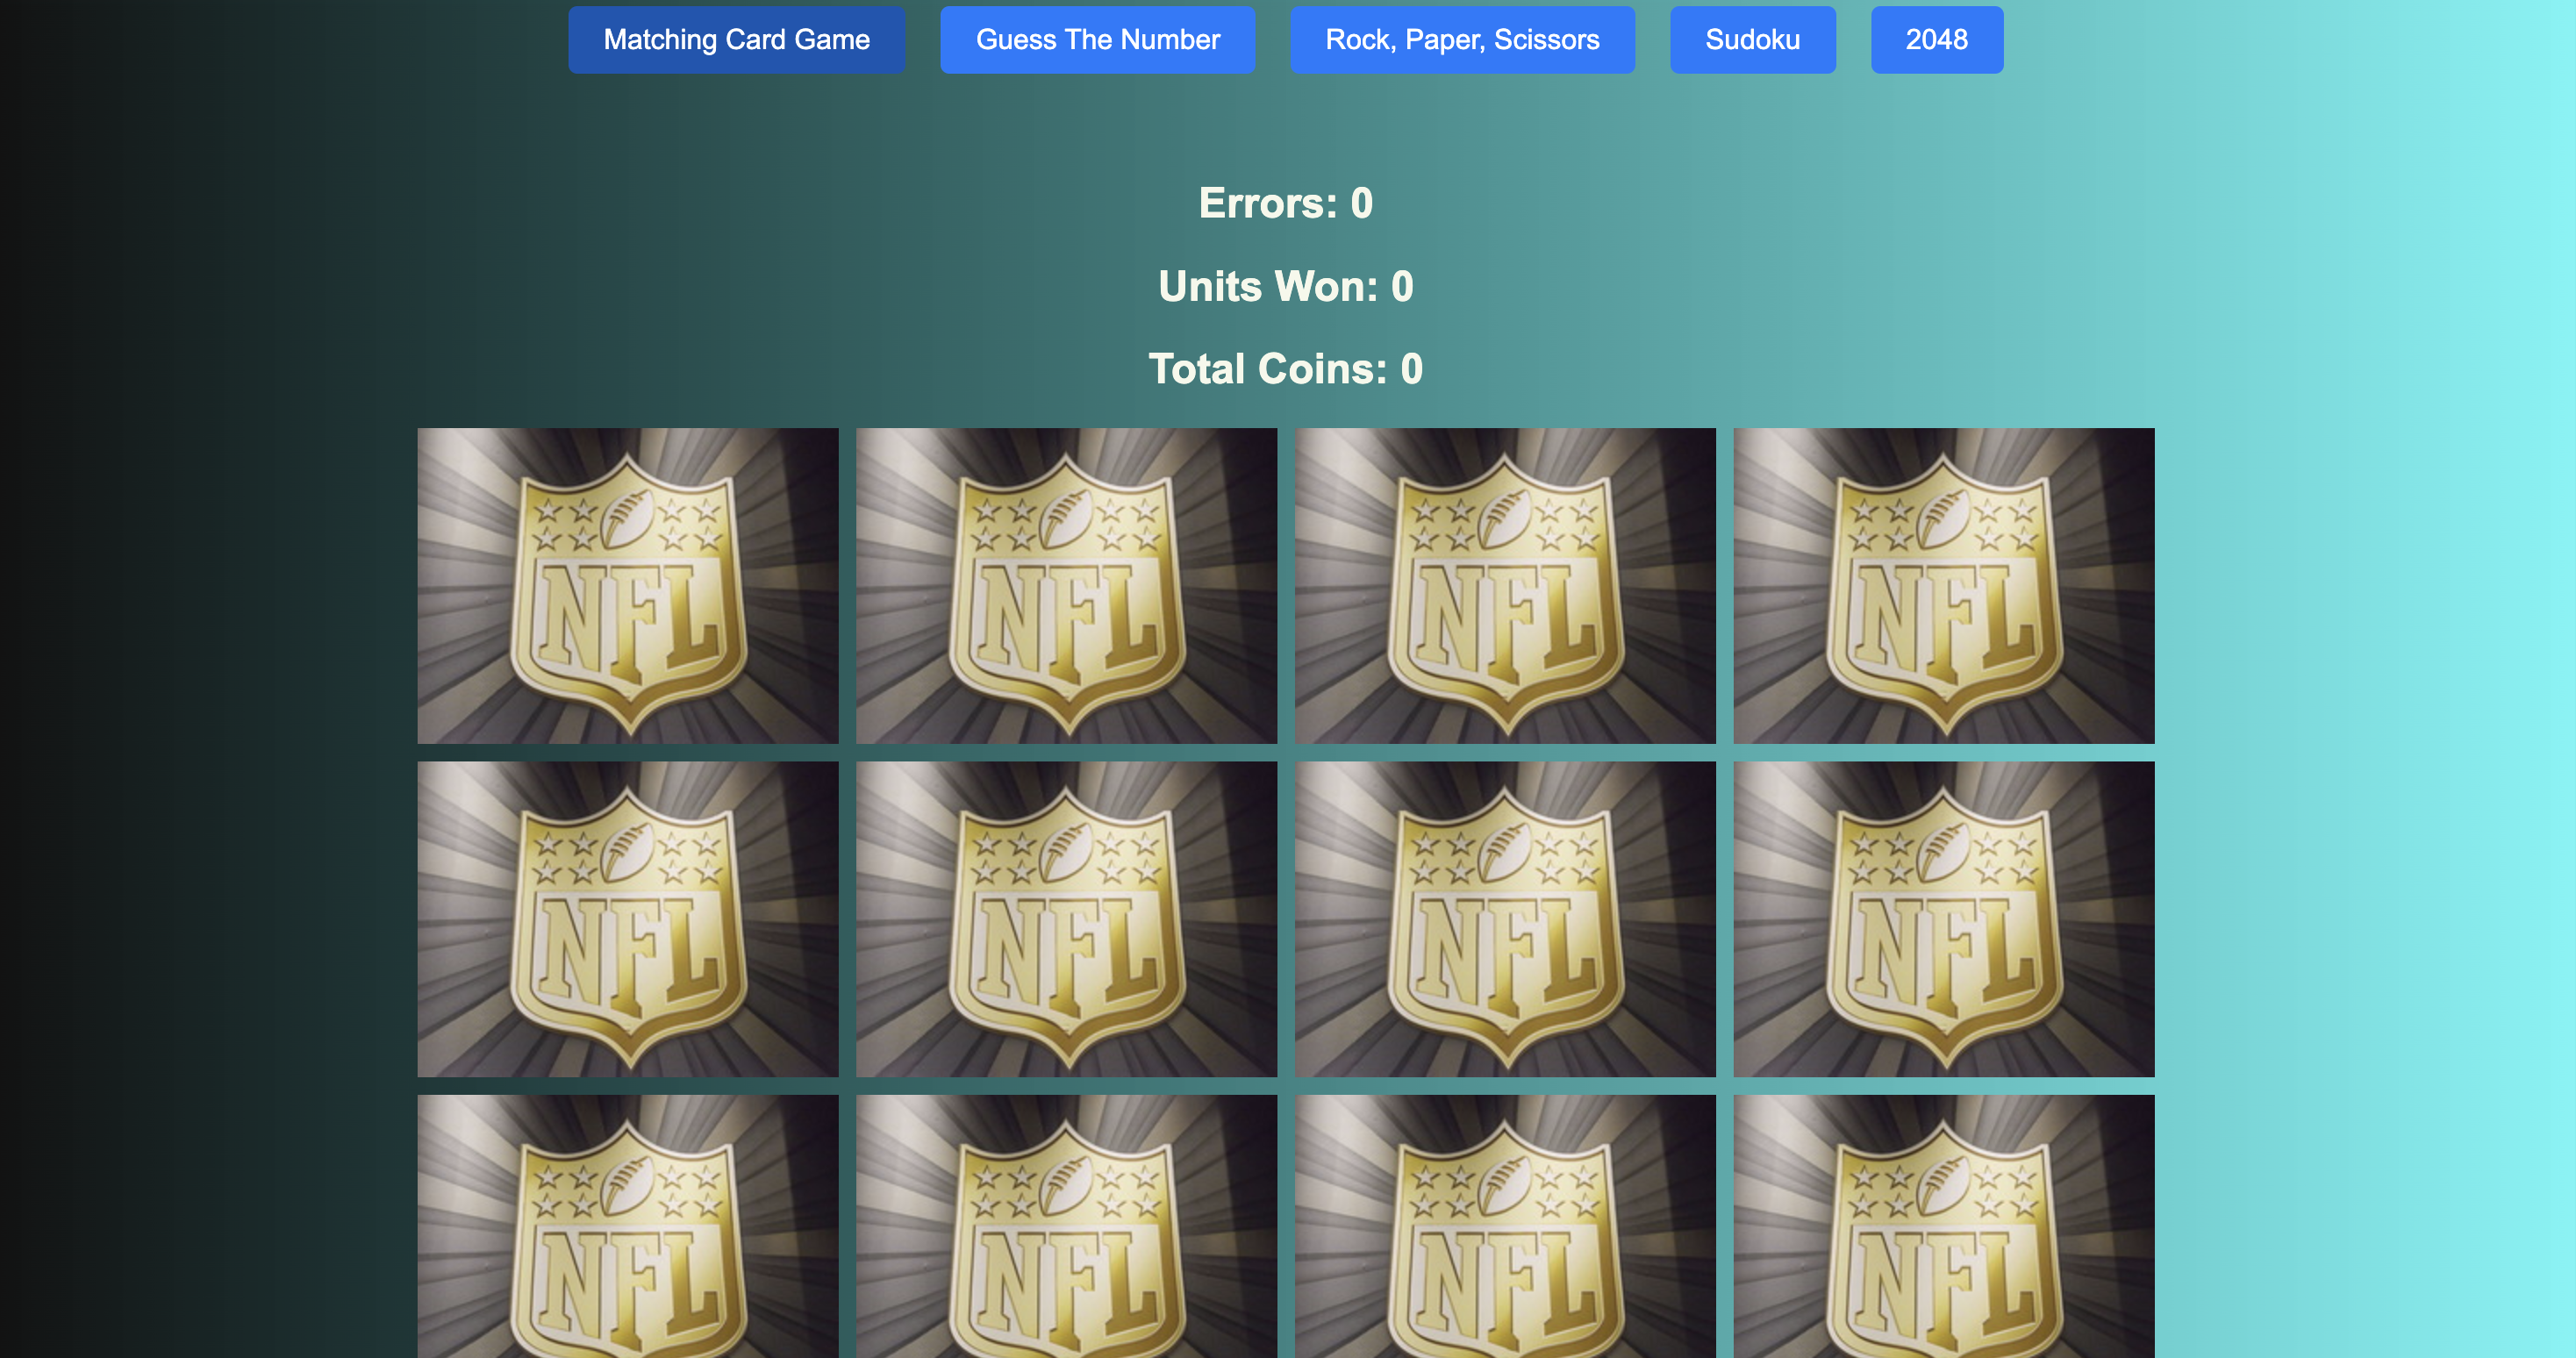 Matching Card Game Guess The Number Rock, Paper, Scissors Sudoku 2048
Errors: 0
Units Won: 0
Total Coins: 0
NFL NFL NFL NFL
NFL NFL NFL NFL
NFL NFL NFL NFL